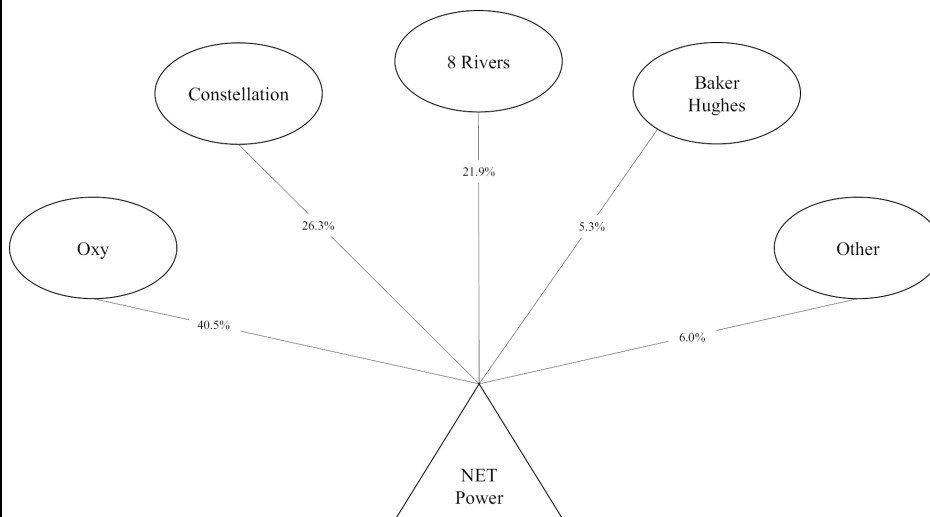 8 Rivers
Constellation
Baker
Hughes
21.9%
26.3%
5.3%
Oxy
Other
40.5%
6.0%
NET
Power